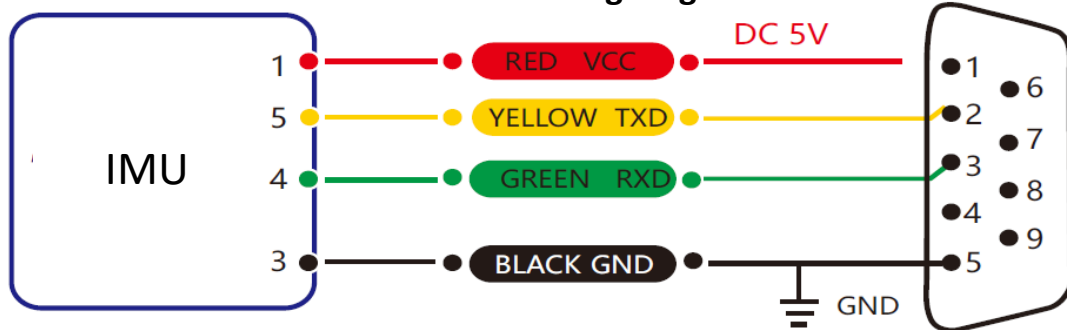 DC 5V
1 RED VCC 1
6
5 YELLOW TXD 2
7
IMU 4 GREEN RXD 3
8
4
9
3 BLACK GND 5
GND